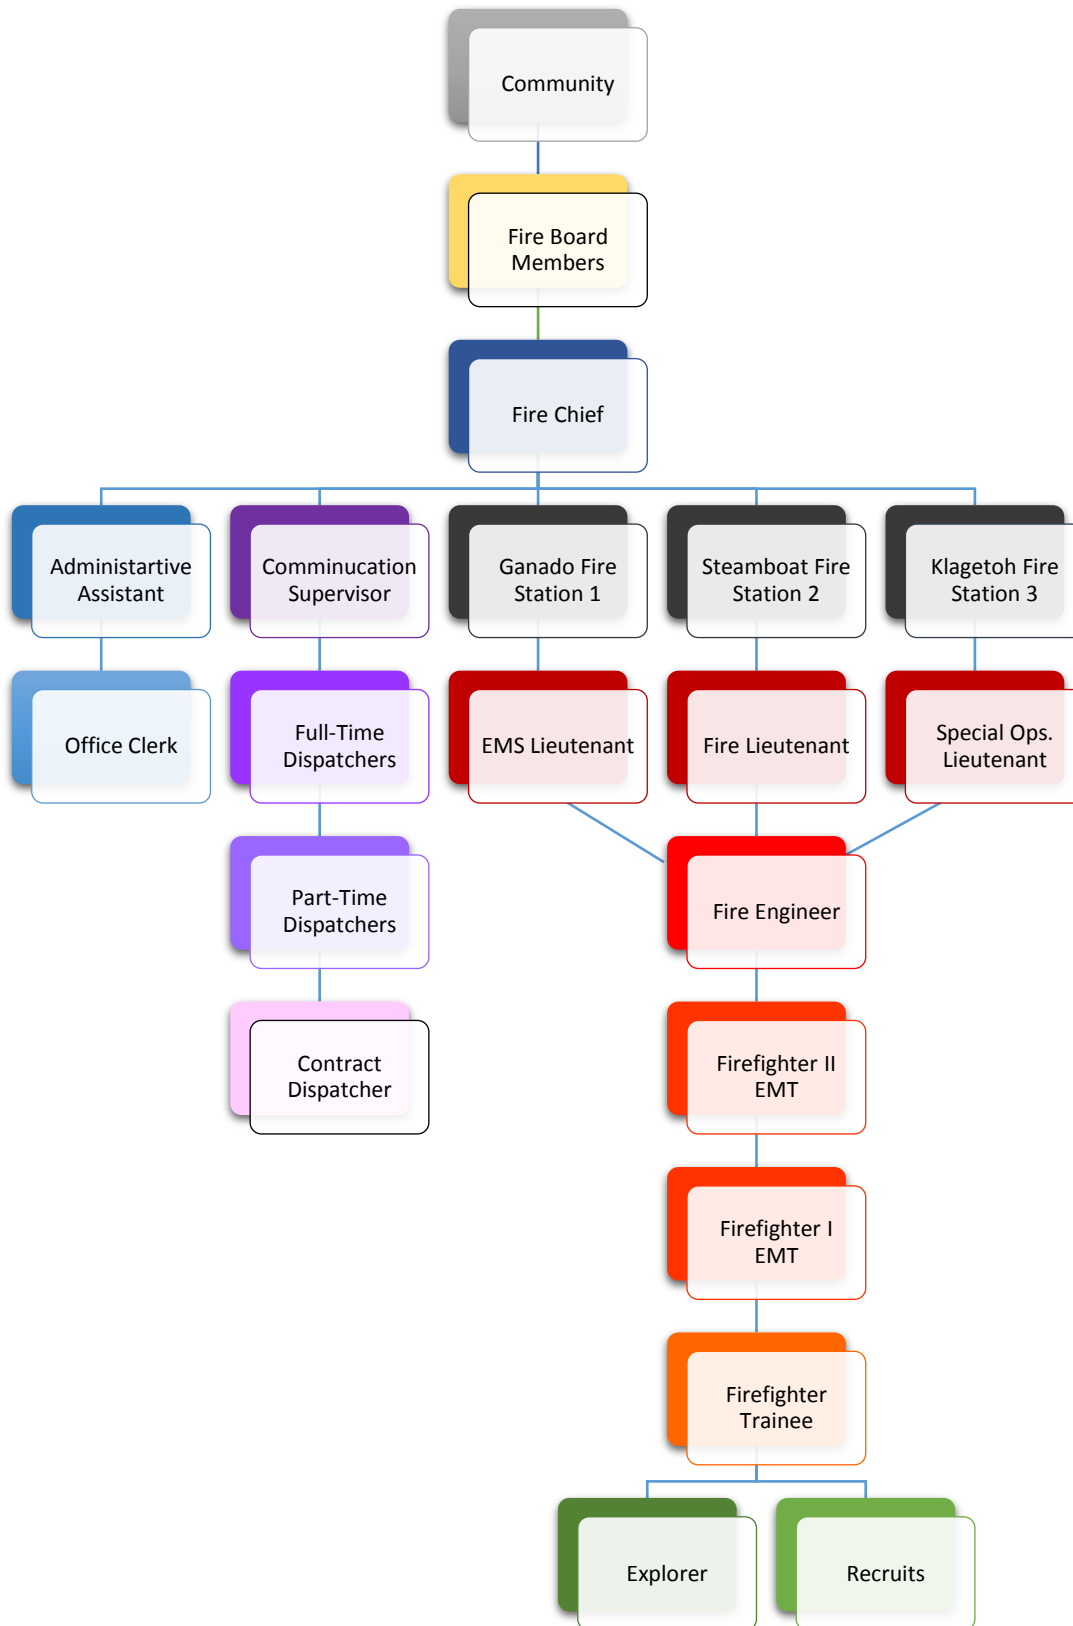 Community
Fire Board
Members
Fire Chief
Administartive
Assistant
Comminucation
Supervisor
Ganado Fire
Station 1
Steamboat Fire
Station 2
Klagetoh Fire
Station 3
Office Clerk
Full-Time
Dispatchers
EMS Lieutenant
Fire Lieutenant
Special Ops.
Lieutenant
Part-Time
Dispatchers
Fire Engineer
Contract
Dispatcher
Firefighter II
EMT
Firefighter I
EMT
Firefighter
Trainee
Explorer
Recruits